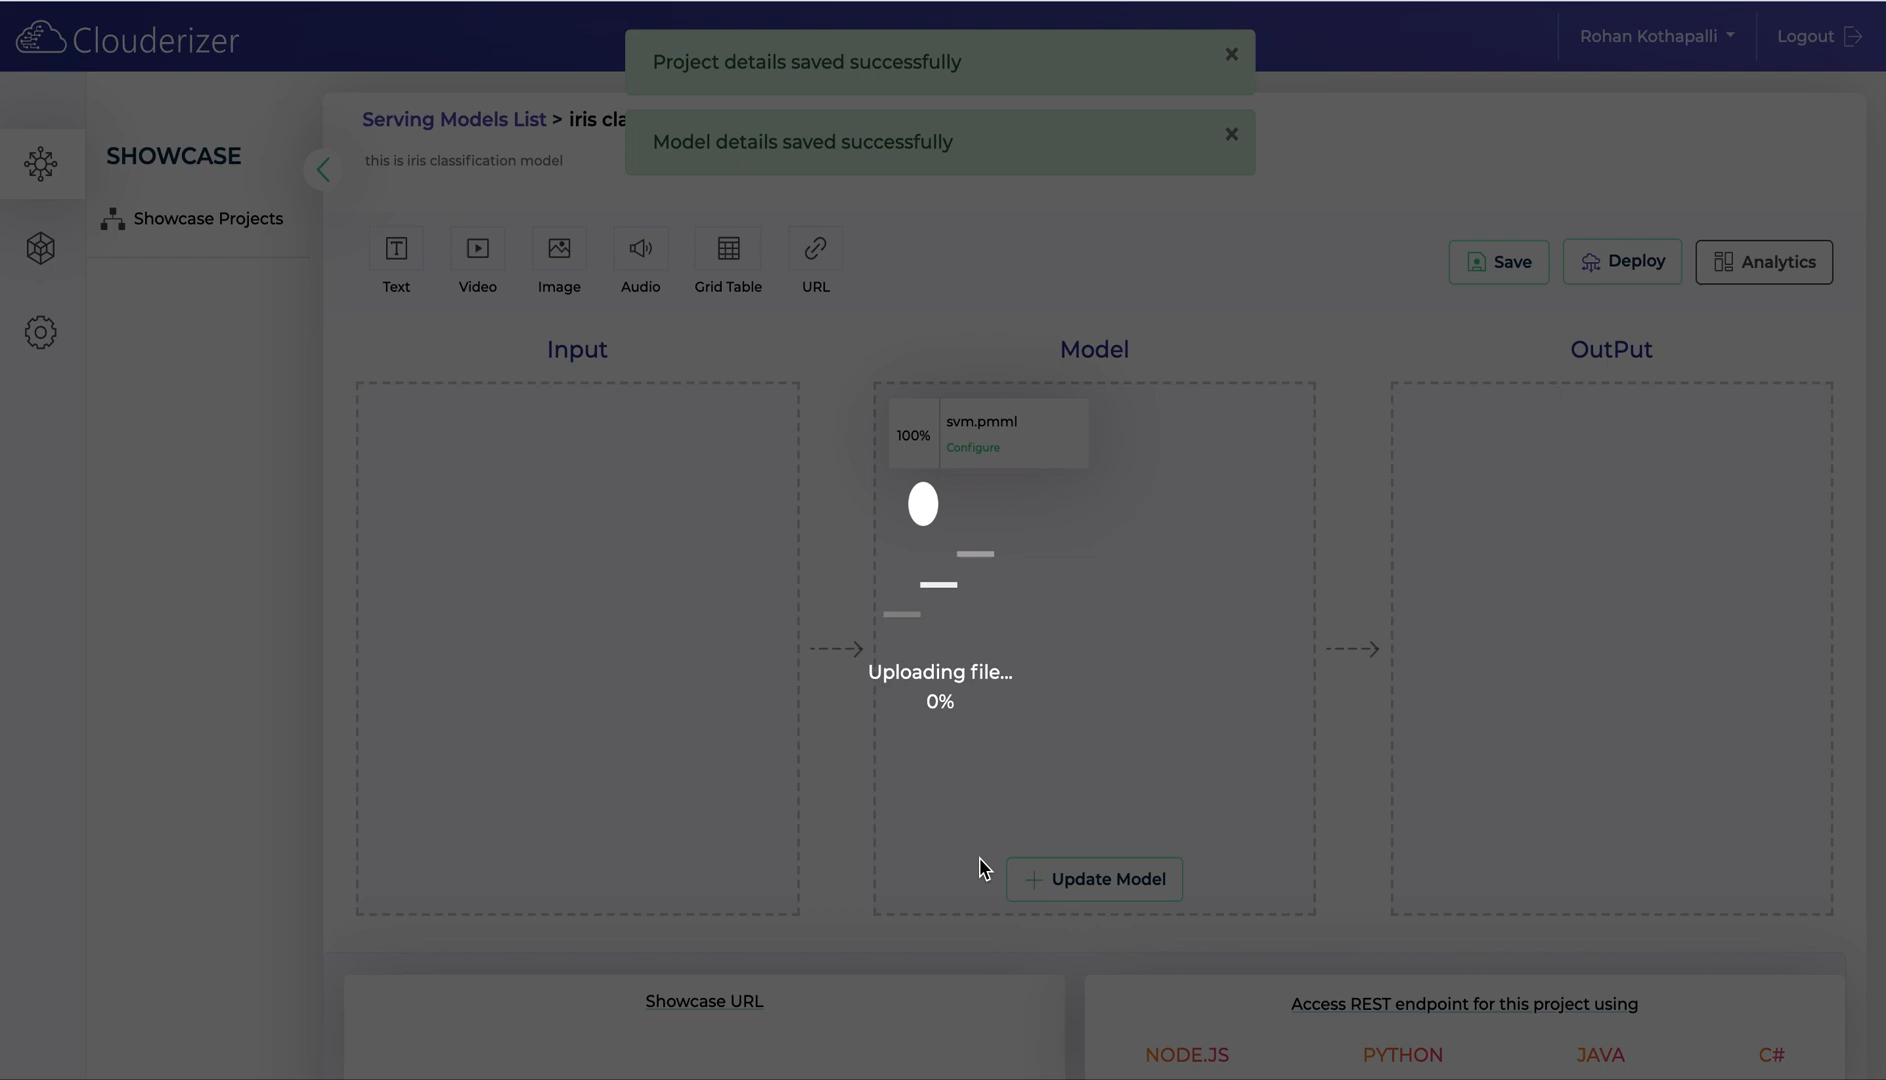 Clouderizer
Project details saved successfully
Rohan Kothapalli
Logout
Serving Models List > iris cla
Model details saved successfully
this is iris classification model
SHOWCASE
Showcase Projects
Text
Video
Image
Audio
Grid Table
URL
Save
Deploy
Analytics
Input
Model
OutPut
100%
svm.pmml
Configure
Uploading file...
0%
Update Model
Showcase URL
Access REST endpoint for this project using
NODE.JS
PYTHON
JAVA
C#